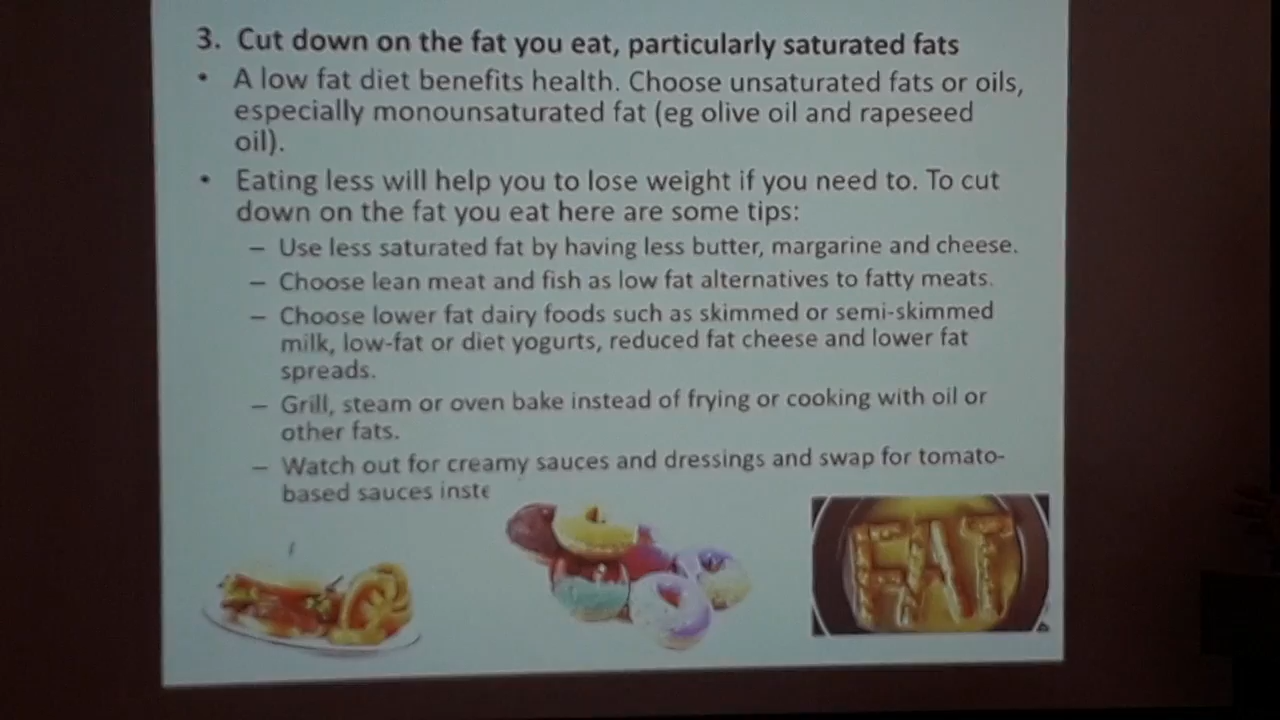 3. Cut down on the fat you eat, particularly saturated fats
• A low fat diet benefits health. Choose unsaturated fats or oils,
especially monounsaturated fat (eg olive oil and rapeseed
oil).
• Eating less will help you to lose weight if you need to. To cut
down on the fat you eat here are some tips:
– Use less saturated fat by having less butter, margarine and cheese.
– Choose lean meat and fish as low fat alternatives to fatty meats.
– Choose lower fat dairy foods such as skimmed or semi-skimmed
milk, low-fat or diet yogurts, reduced fat cheese and lower fat
spreads.
– Grill, steam or oven bake instead of frying or cooking with oil or
other fats.
– Watch out for creamy sauces and dressings and swap for tomato-
based sauces inste
FAT